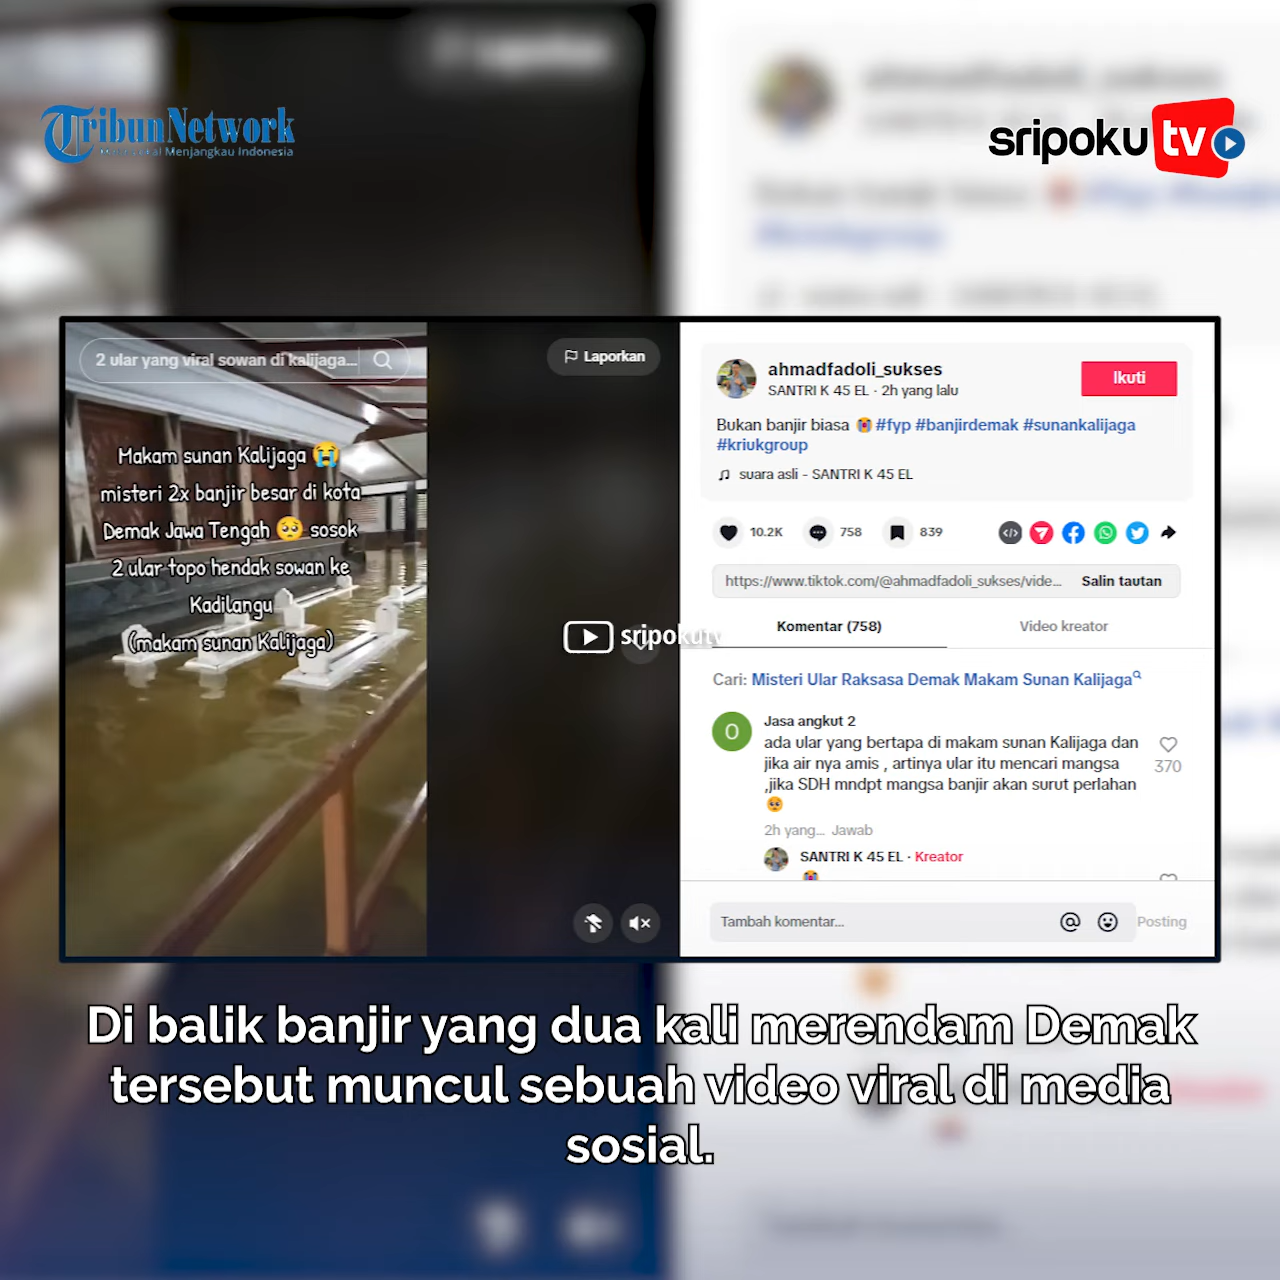 TribunNetwork
Menjangkau Indonesia
sripoku tv
2 ular yang viral sowan di kalijaga...
Laporkan
Makam sunan Kalijaga 😭
misteri 2x banjir besar di kota
Demak Jawa Tengah 🥺 sosok
2 ular topo hendak sowan ke
Kadilangu
(makam sunan Kalijaga)
sripokutv
ahmadfadoli_sukses
SANTRI K 45 EL · 2h yang lalu
Ikuti
Bukan banjir biasa 😭 #fyp #banjirdemak #sunankalijaga
#kriukgroup
♫ suara asli - SANTRI K 45 EL
10.2K
758
839
https://www.tiktok.com/@ahmadfadoli_sukses/vide...
Salin tautan
Komentar (758)
Video kreator
Cari: Misteri Ular Raksasa Demak Makam Sunan Kalijaga
O
Jasa angkut 2
ada ular yang bertapa di makam sunan Kalijaga dan
jika air nya amis , artinya ular itu mencari mangsa
,jika SDH mndpt mangsa banjir akan surut perlahan
🥺
370
2h yang... Jawab
SANTRI K 45 EL · Kreator
😭
Tambah komentar...
Posting
Di balik banjir yang dua kali merendam Demak
tersebut muncul sebuah video viral di media
sosial.